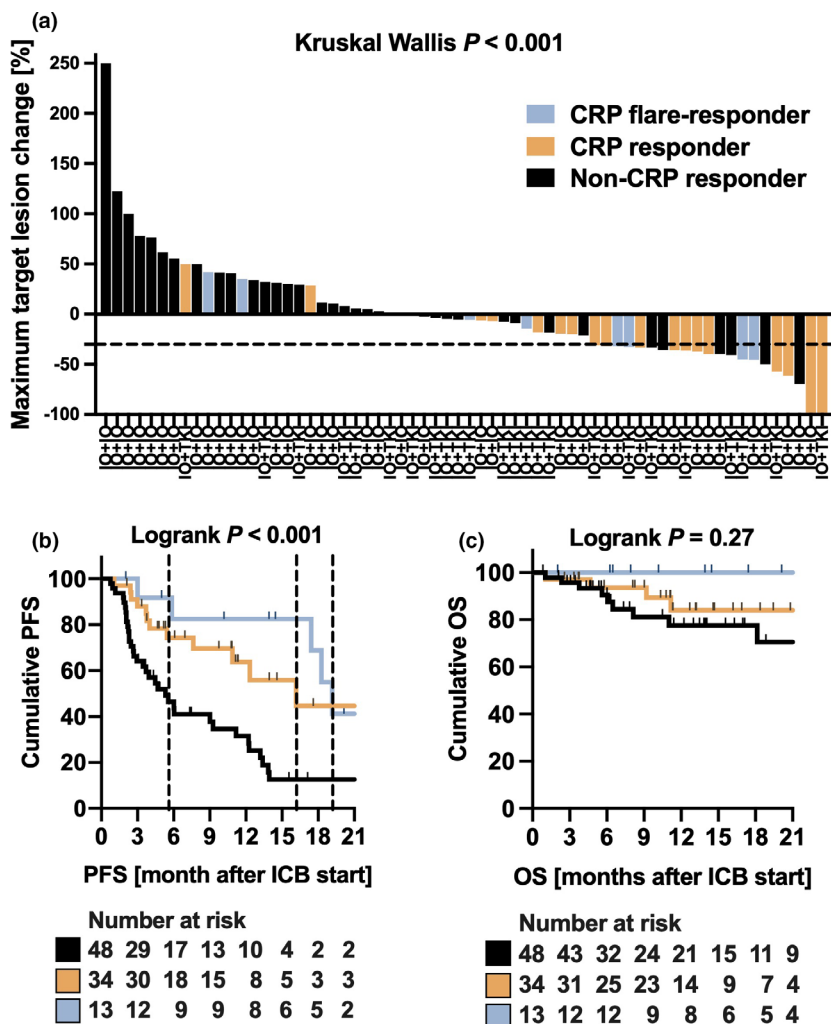 (a)
Kruskal Wallis P < 0.001
Maximum target lesion change [%]
250
200
150
100
50
0
-50
-100
CRP flare-responder
CRP responder
Non-CRP responder
(b)
Logrank P < 0.001
Cumulative PFS
100
80
60
40
20
0
0 3 6 9 12 15 18 21
PFS [month after ICB start]
Number at risk
48 29 17 13 10 4 2 2
34 30 18 15 8 5 3 3
13 12 9 9 8 6 5 2
(c)
Logrank P = 0.27
Cumulative OS
100
80
60
40
20
0
0 3 6 9 12 15 18 21
OS [months after ICB start]
Number at risk
48 43 32 24 21 15 11 9
34 31 25 23 14 9 7 4
13 12 12 9 8 6 5 4